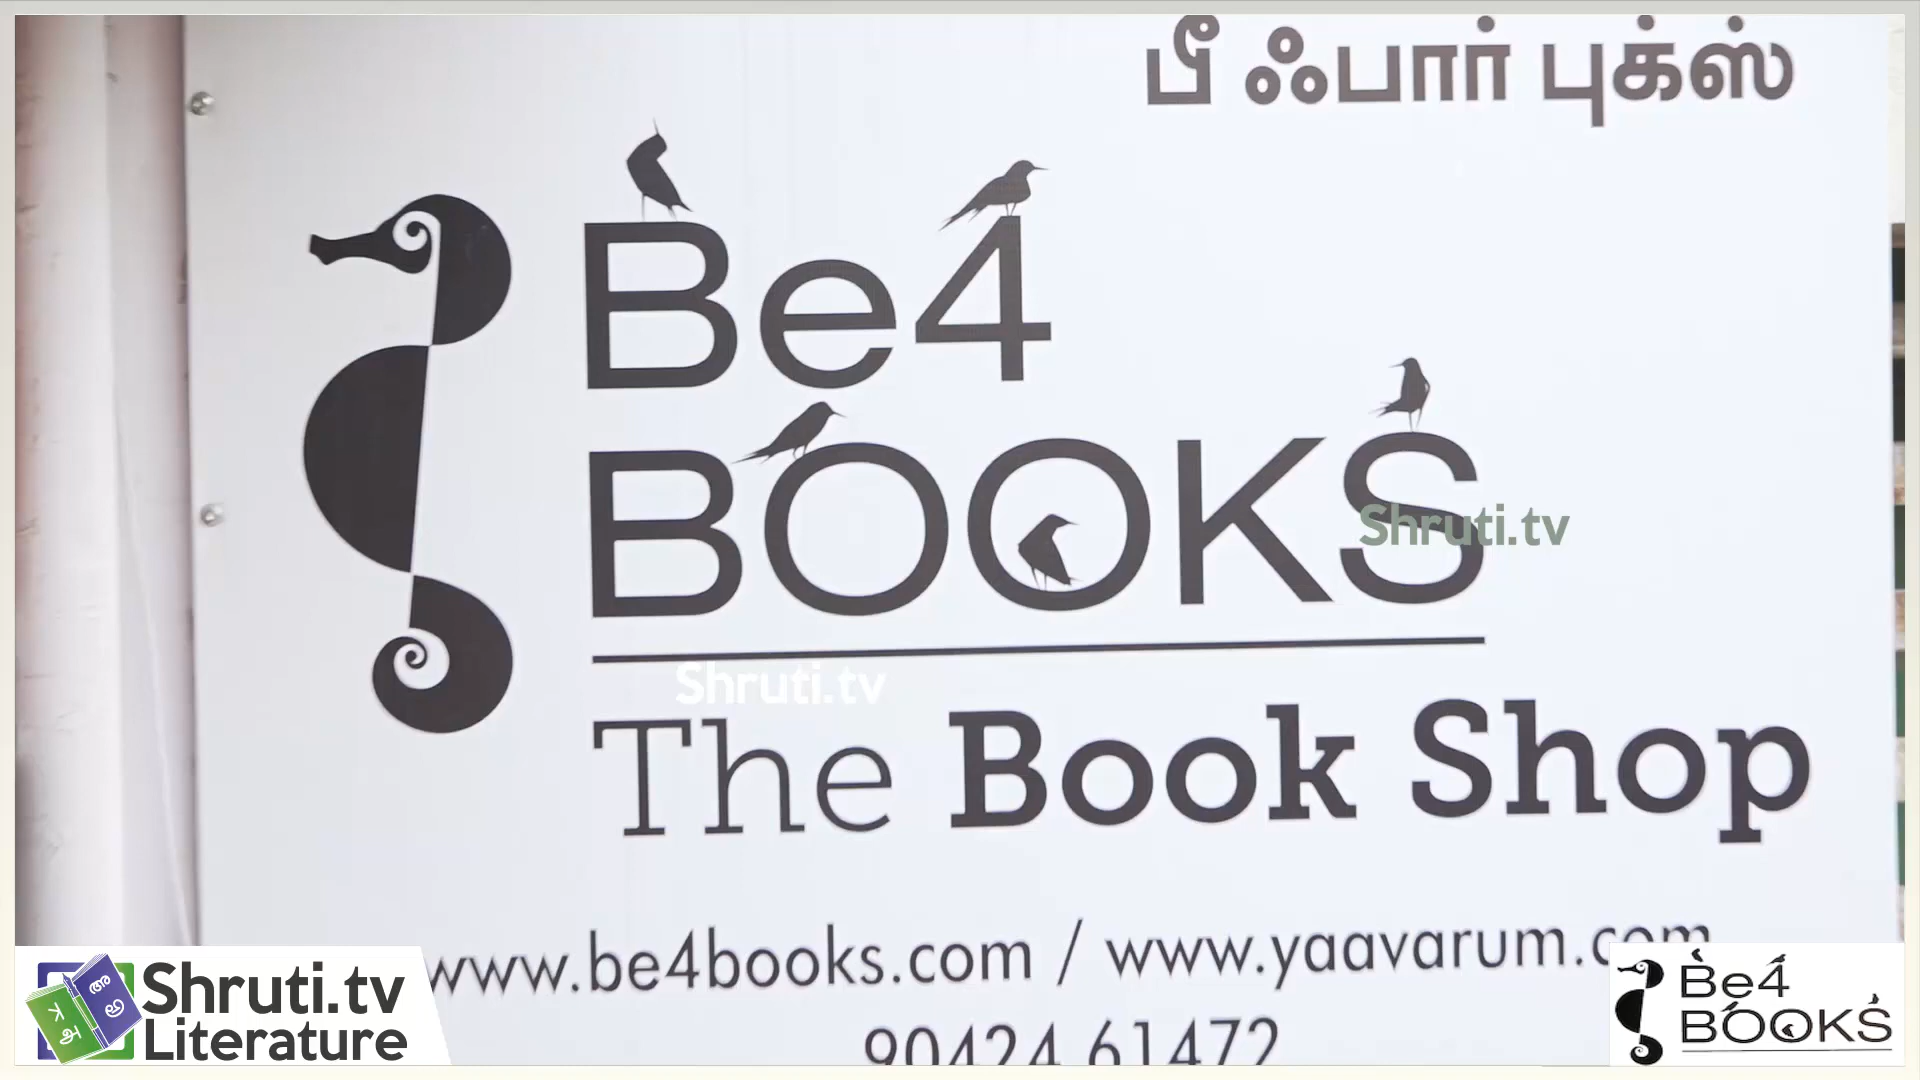 பீ ஃபார் புக்ஸ்
Be4
BOOKS
Shruti.tv
Shruti.tv
The Book Shop
www.be4books.com / www.yaavarum.com
90424 61472
Shruti.tv
Literature
Be4
BOOKS